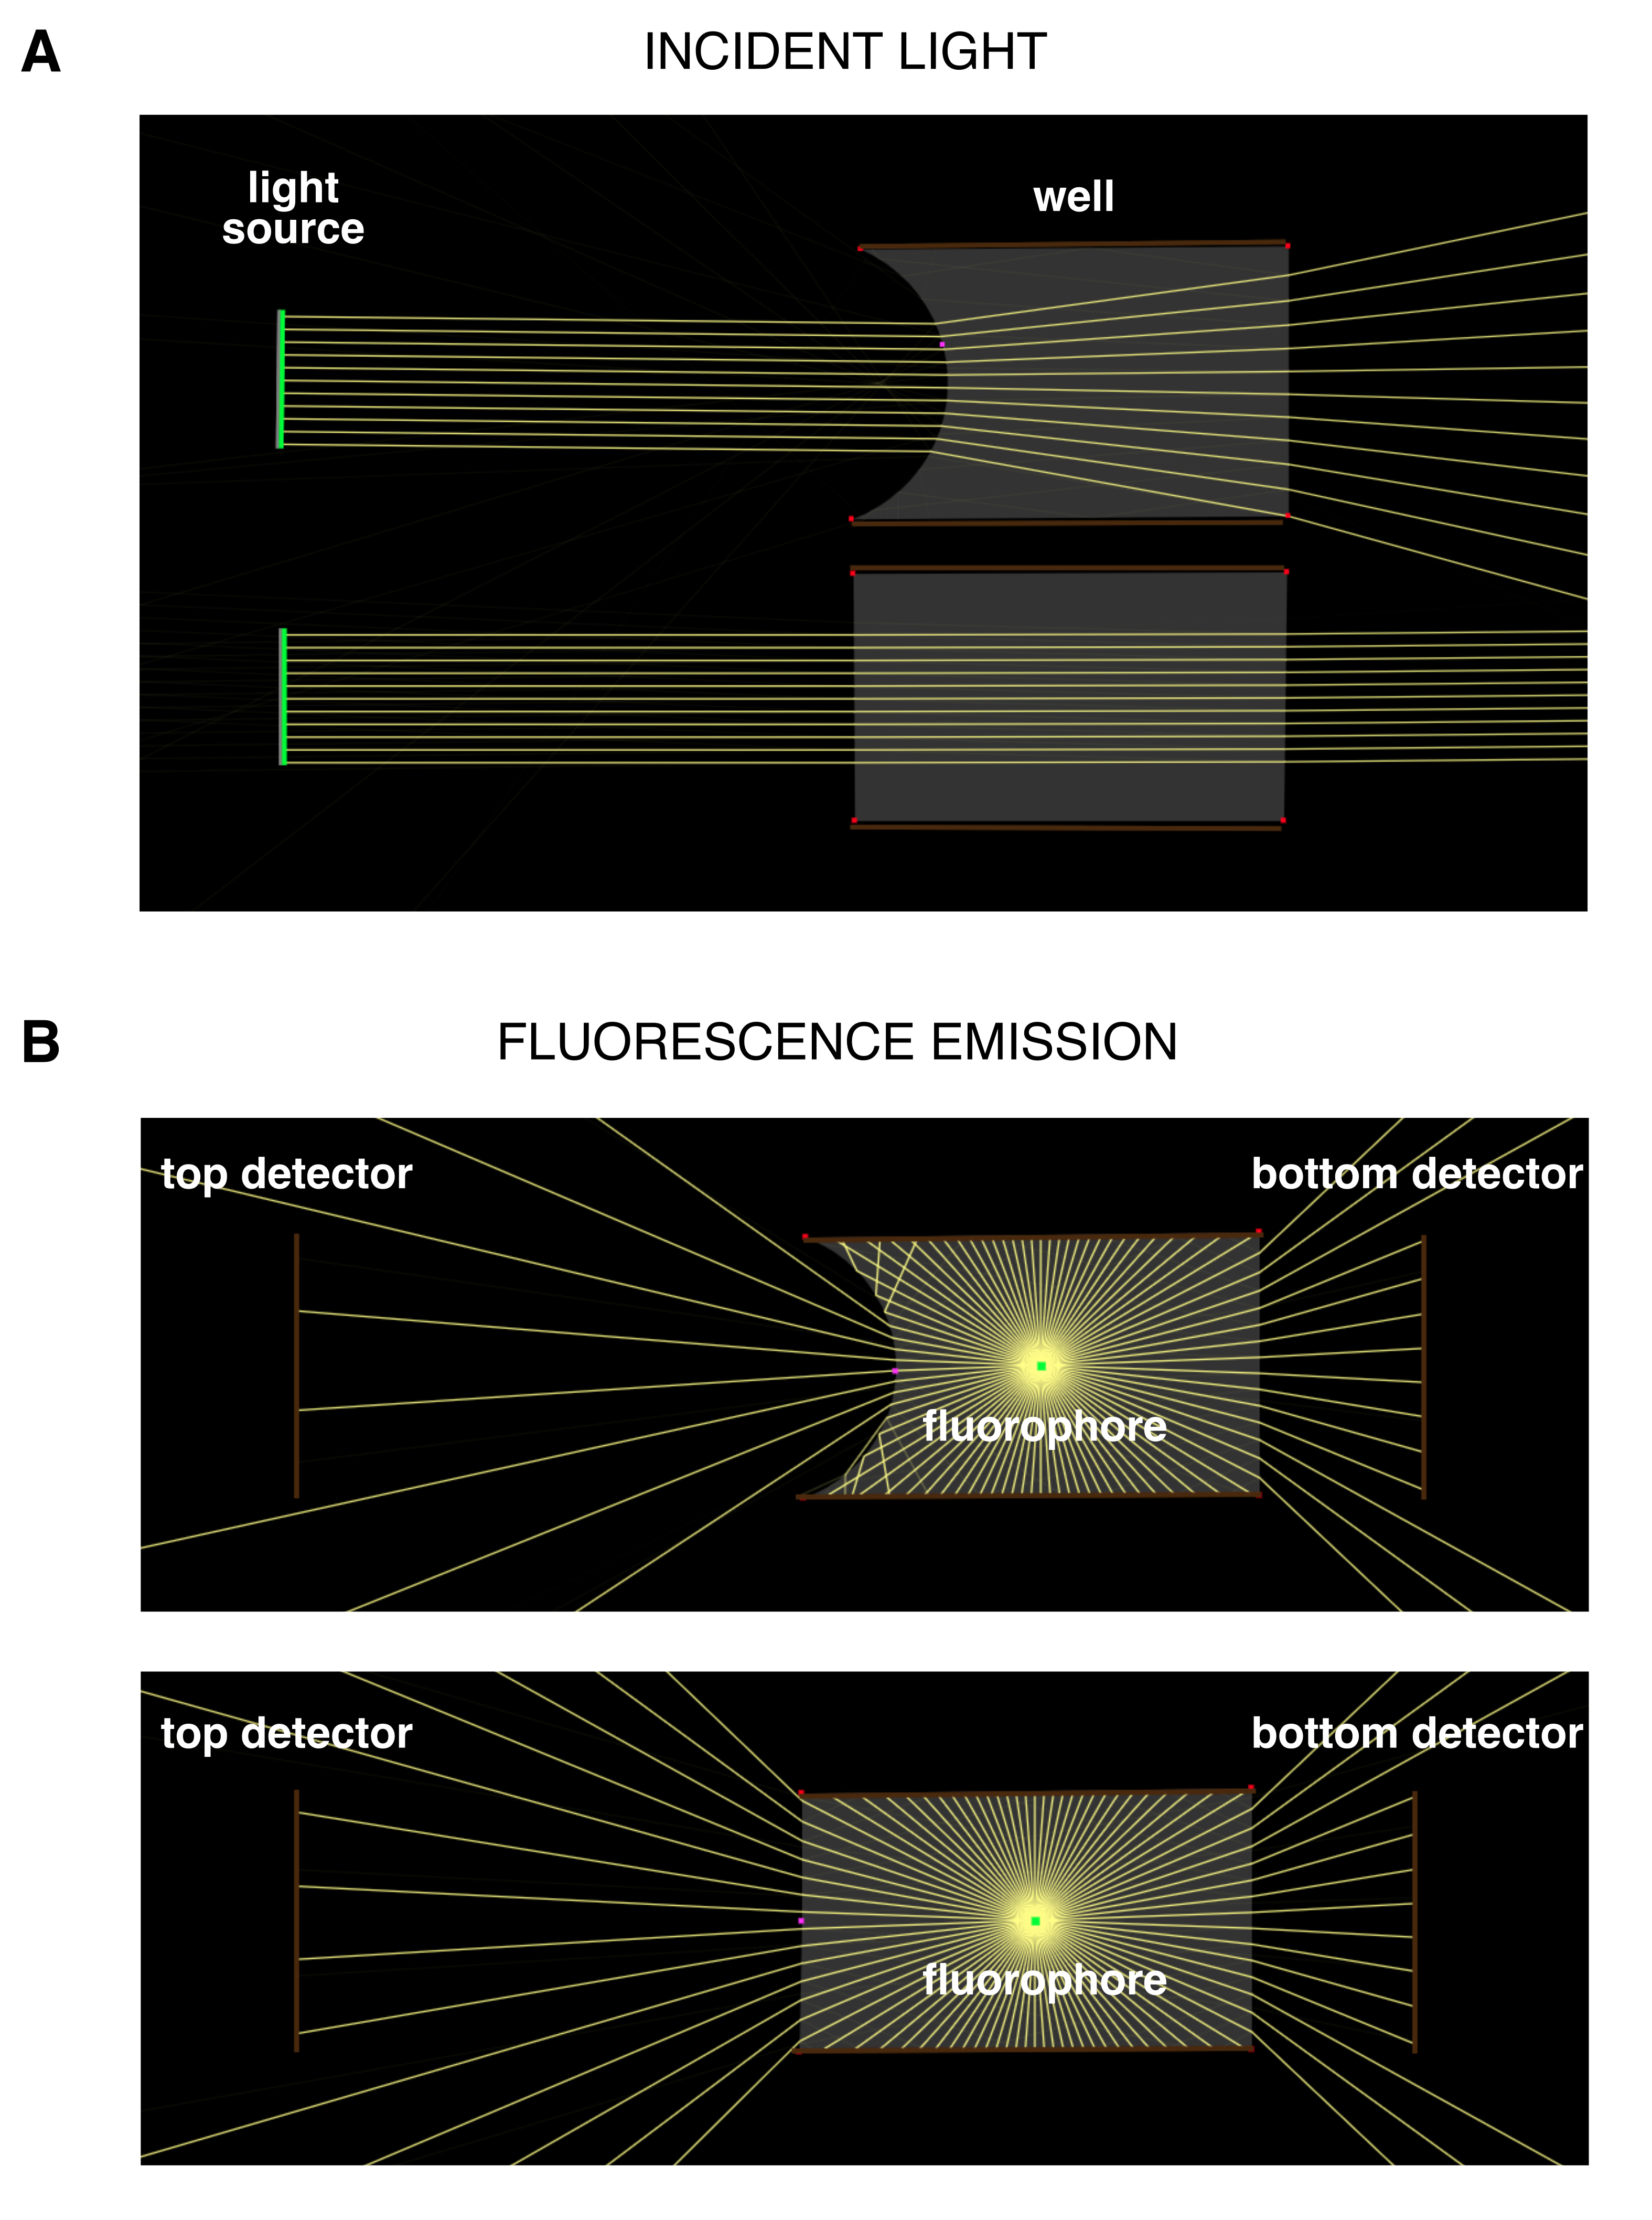 A
INCIDENT LIGHT
light
source
well
B
FLUORESCENCE EMISSION
top detector
bottom detector
fluorophore
top detector
bottom detector
fluorophore